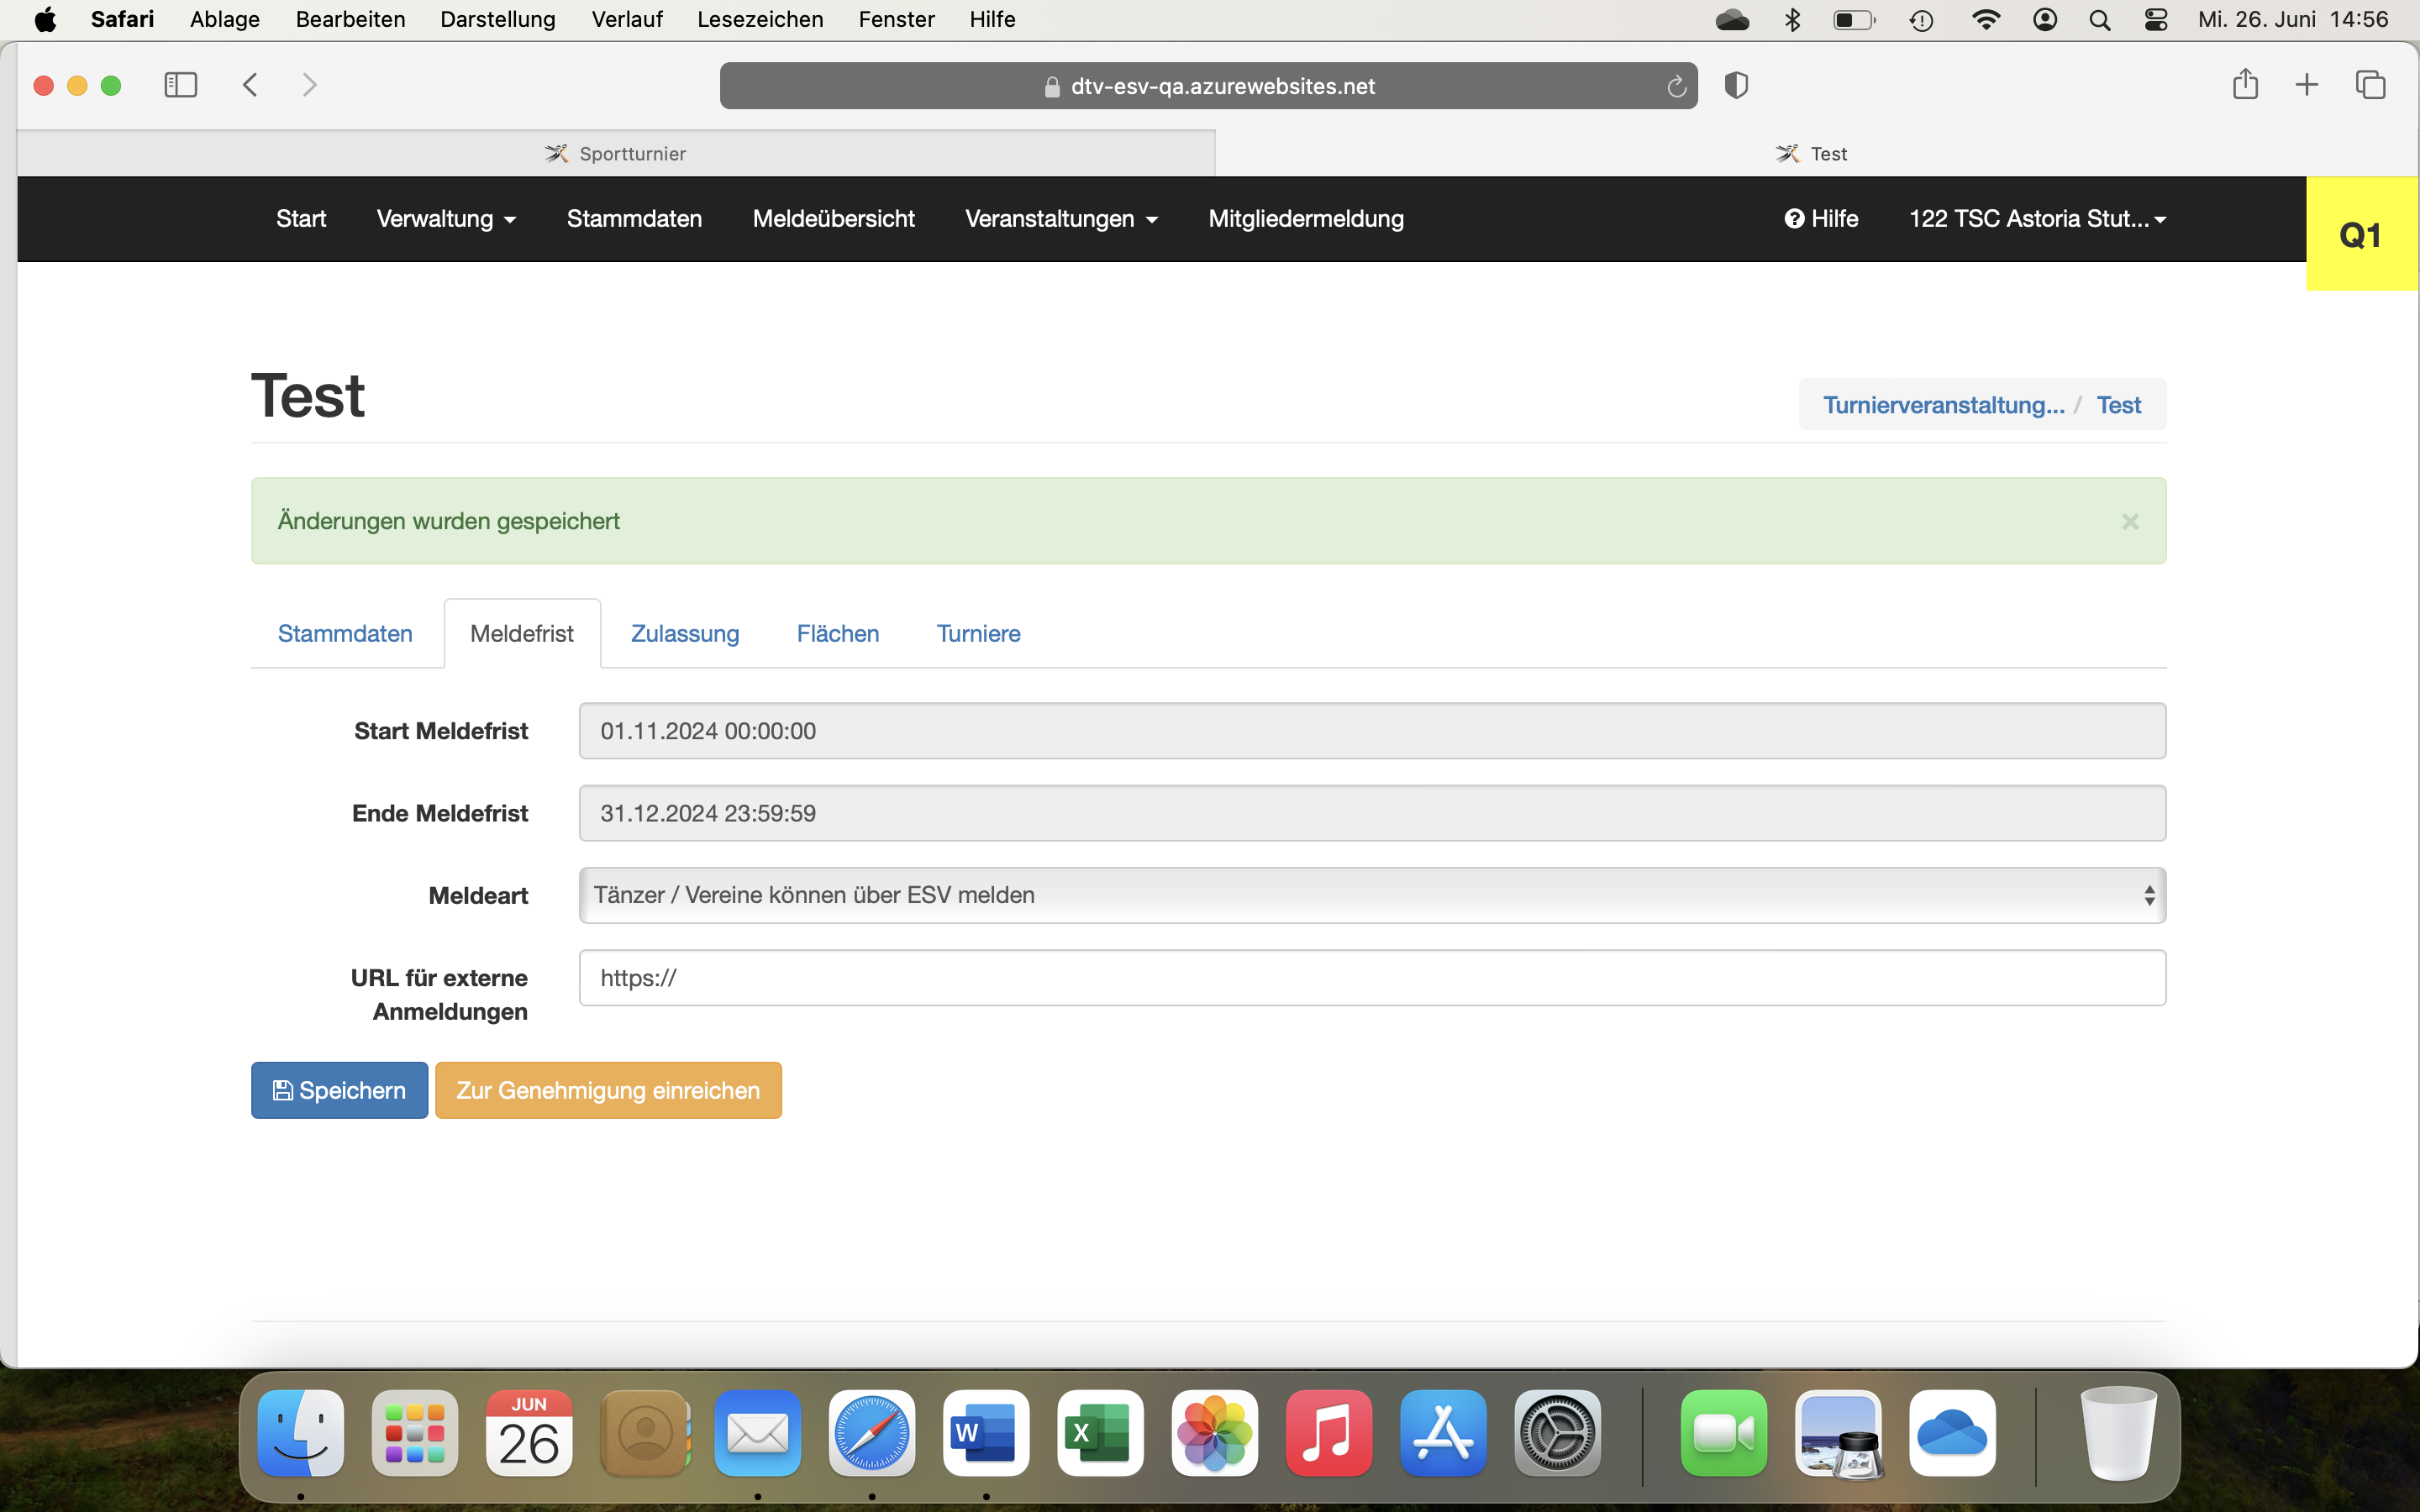 Safari Ablage Bearbeiten Darstellung Verlauf Lesezeichen Fenster Hilfe Mi. 26. Juni 14:56
dtv-esv-qa.azurewebsites.net
Sportturnier Test
Start Verwaltung Stammdaten Meldeübersicht Veranstaltungen Mitgliedermeldung Hilfe 122 TSC Astoria Stut...
Q1
Test
Turnierveranstaltung... / Test
Änderungen wurden gespeichert
Stammdaten Meldefrist Zulassung Flächen Turniere
Start Meldefrist 01.11.2024 00:00:00
Ende Meldefrist 31.12.2024 23:59:59
Meldeart Tänzer / Vereine können über ESV melden
URL für externe https://
Anmeldungen
Speichern Zur Genehmigung einreichen
JUN
26
W
X